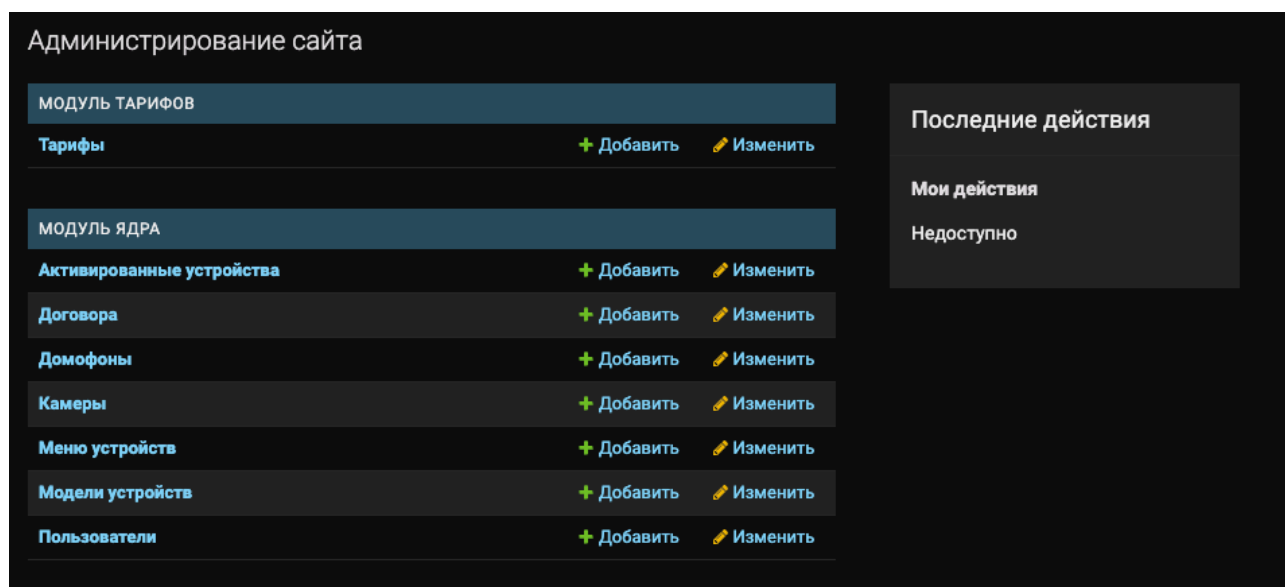 Администрирование сайта
МОДУЛЬ ТАРИФОВ
Тарифы Добавить Изменить
МОДУЛЬ ЯДРА
Активированные устройства Добавить Изменить
Договора Добавить Изменить
Домофоны Добавить Изменить
Камеры Добавить Изменить
Меню устройств Добавить Изменить
Модели устройств Добавить Изменить
Пользователи Добавить Изменить
Последние действия
Мои действия
Недоступно